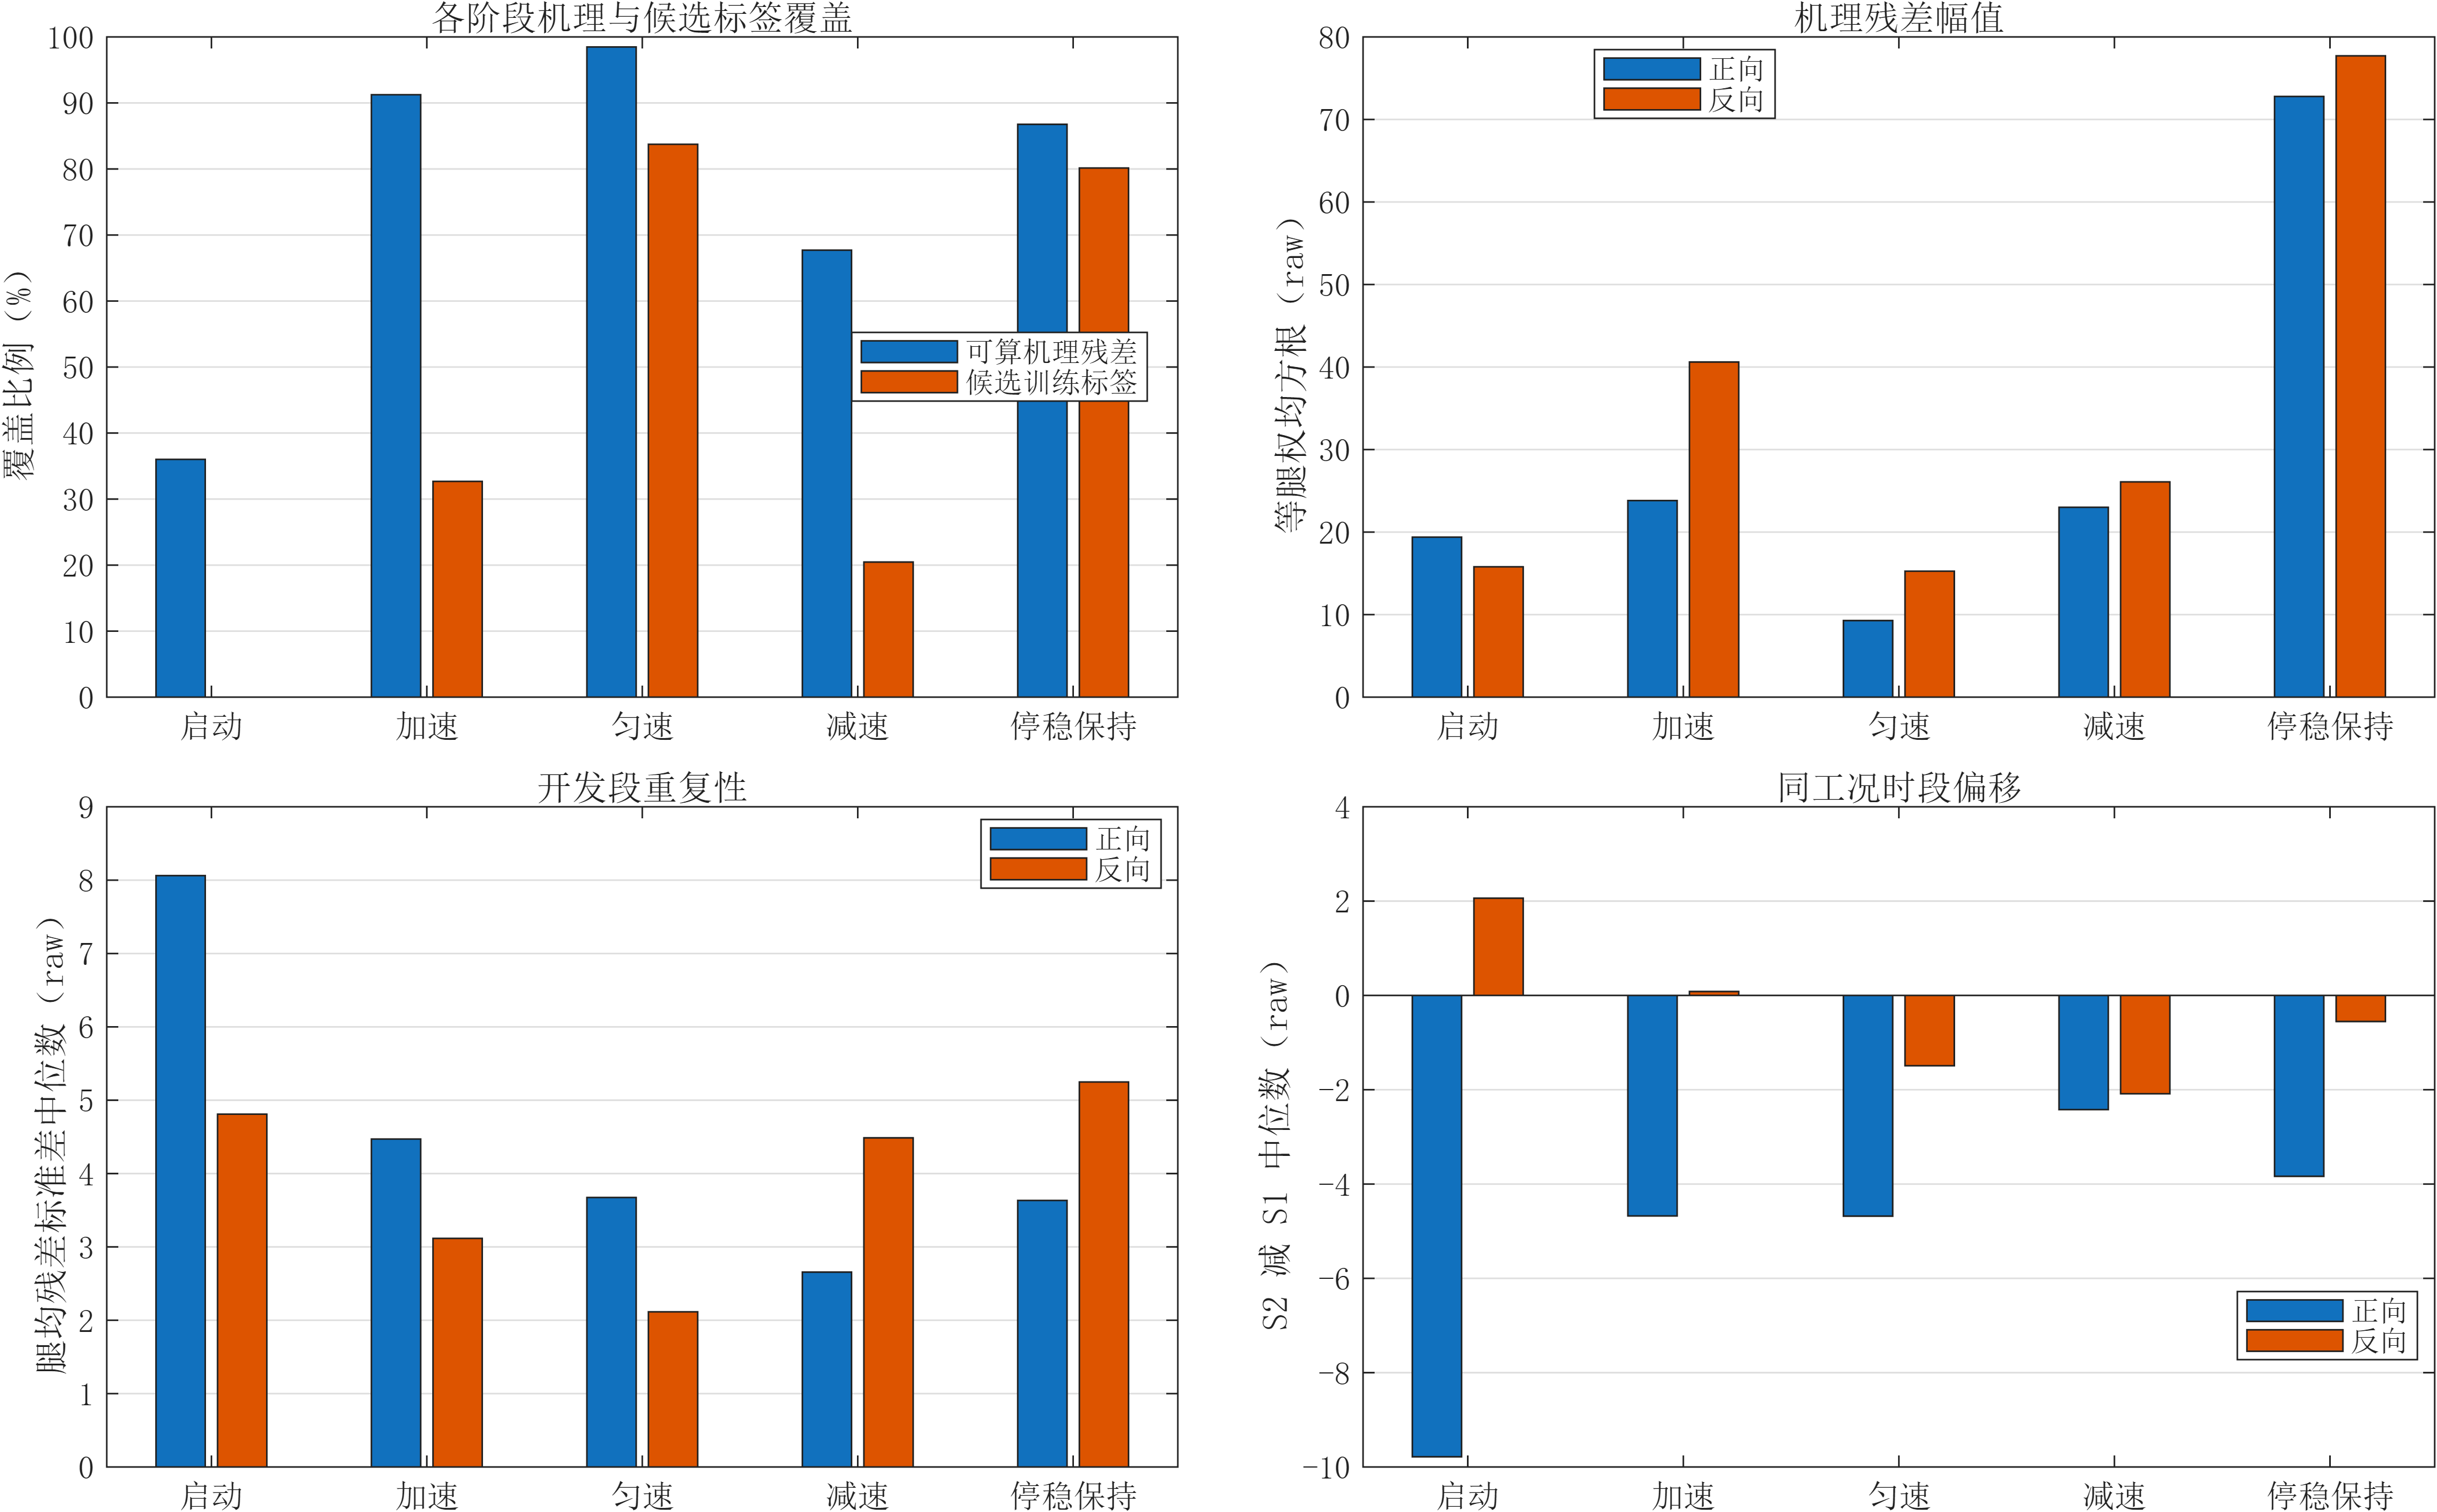 各阶段机理与候选标签覆盖
覆盖比例（%）
100
90
80
70
60
50
40
30
20
10
0
可算机理残差
候选训练标签
启动 加速 匀速 减速 停稳保持
机理残差幅值
等腿权均方根（raw）
80
70
60
50
40
30
20
10
0
正向
反向
启动 加速 匀速 减速 停稳保持
开发段重复性
腿均残差标准差中位数（raw）
9
8
7
6
5
4
3
2
1
0
正向
反向
启动 加速 匀速 减速 停稳保持
同工况时段偏移
S2 减 S1 中位数（raw）
4
2
0
-2
-4
-6
-8
-10
正向
反向
启动 加速 匀速 减速 停稳保持